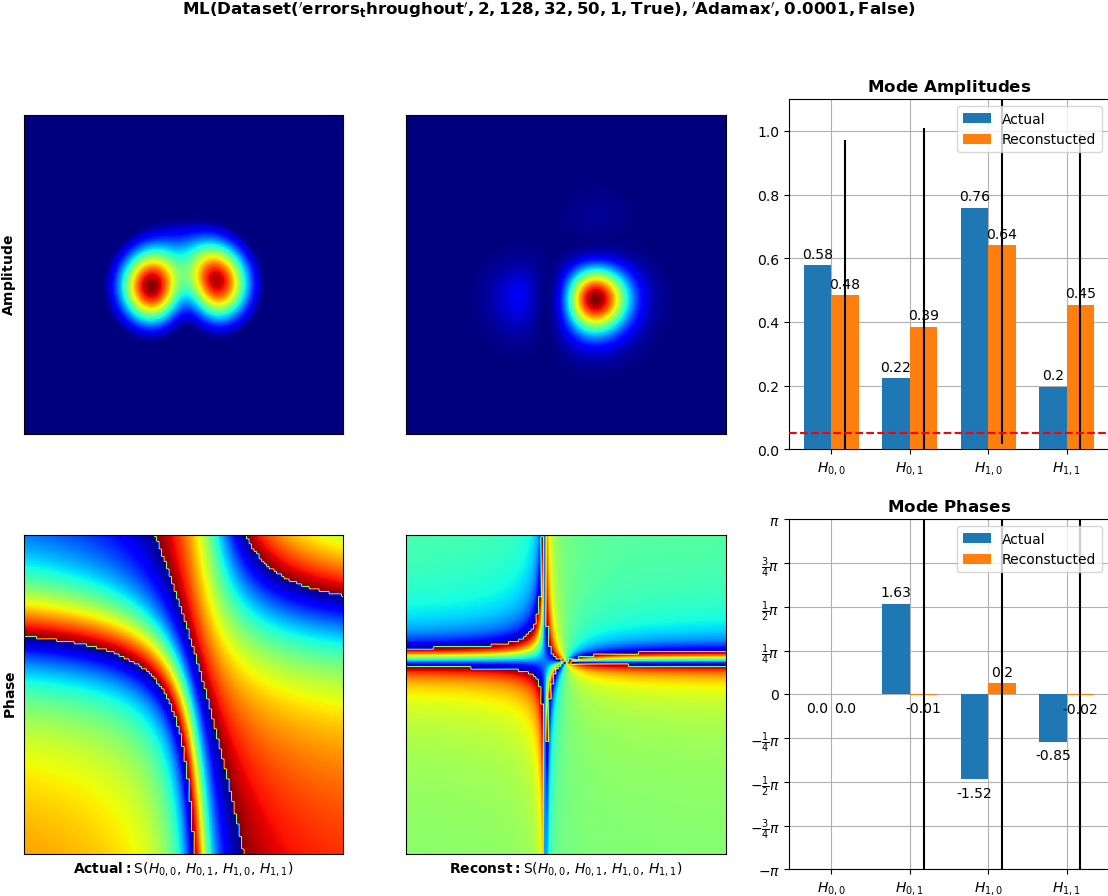 ML(Dataset('errors_throughout', 2, 128, 32, 50, 1, True), 'Adamax', 0.0001, False)
Mode Amplitudes
Amplitude
1.0
0.8
0.6
0.4
0.2
0.0
Actual
Reconstucted
0.58
0.48
0.22
0.39
0.76
0.64
0.2
0.45
H0,0
H0,1
H1,0
H1,1
Mode Phases
Phase
π
3/4π
1/2π
1/4π
0
−1/4π
−1/2π
−3/4π
−π
Actual
Reconstucted
0.0
0.0
1.63
-0.01
-1.52
0.2
-0.85
-0.02
H0,0
H0,1
H1,0
H1,1
Actual: S(H0,0, H0,1, H1,0, H1,1)
Reconst: S(H0,0, H0,1, H1,0, H1,1)